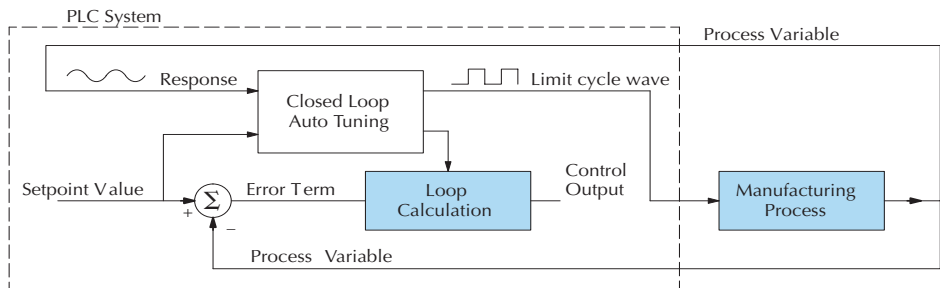 PLC System
Process Variable
Response
Limit cycle wave
Closed Loop
Auto Tuning
Setpoint Value
Error Term
Loop
Calculation
Control
Output
Manufacturing
Process
Σ
+
−
Process Variable